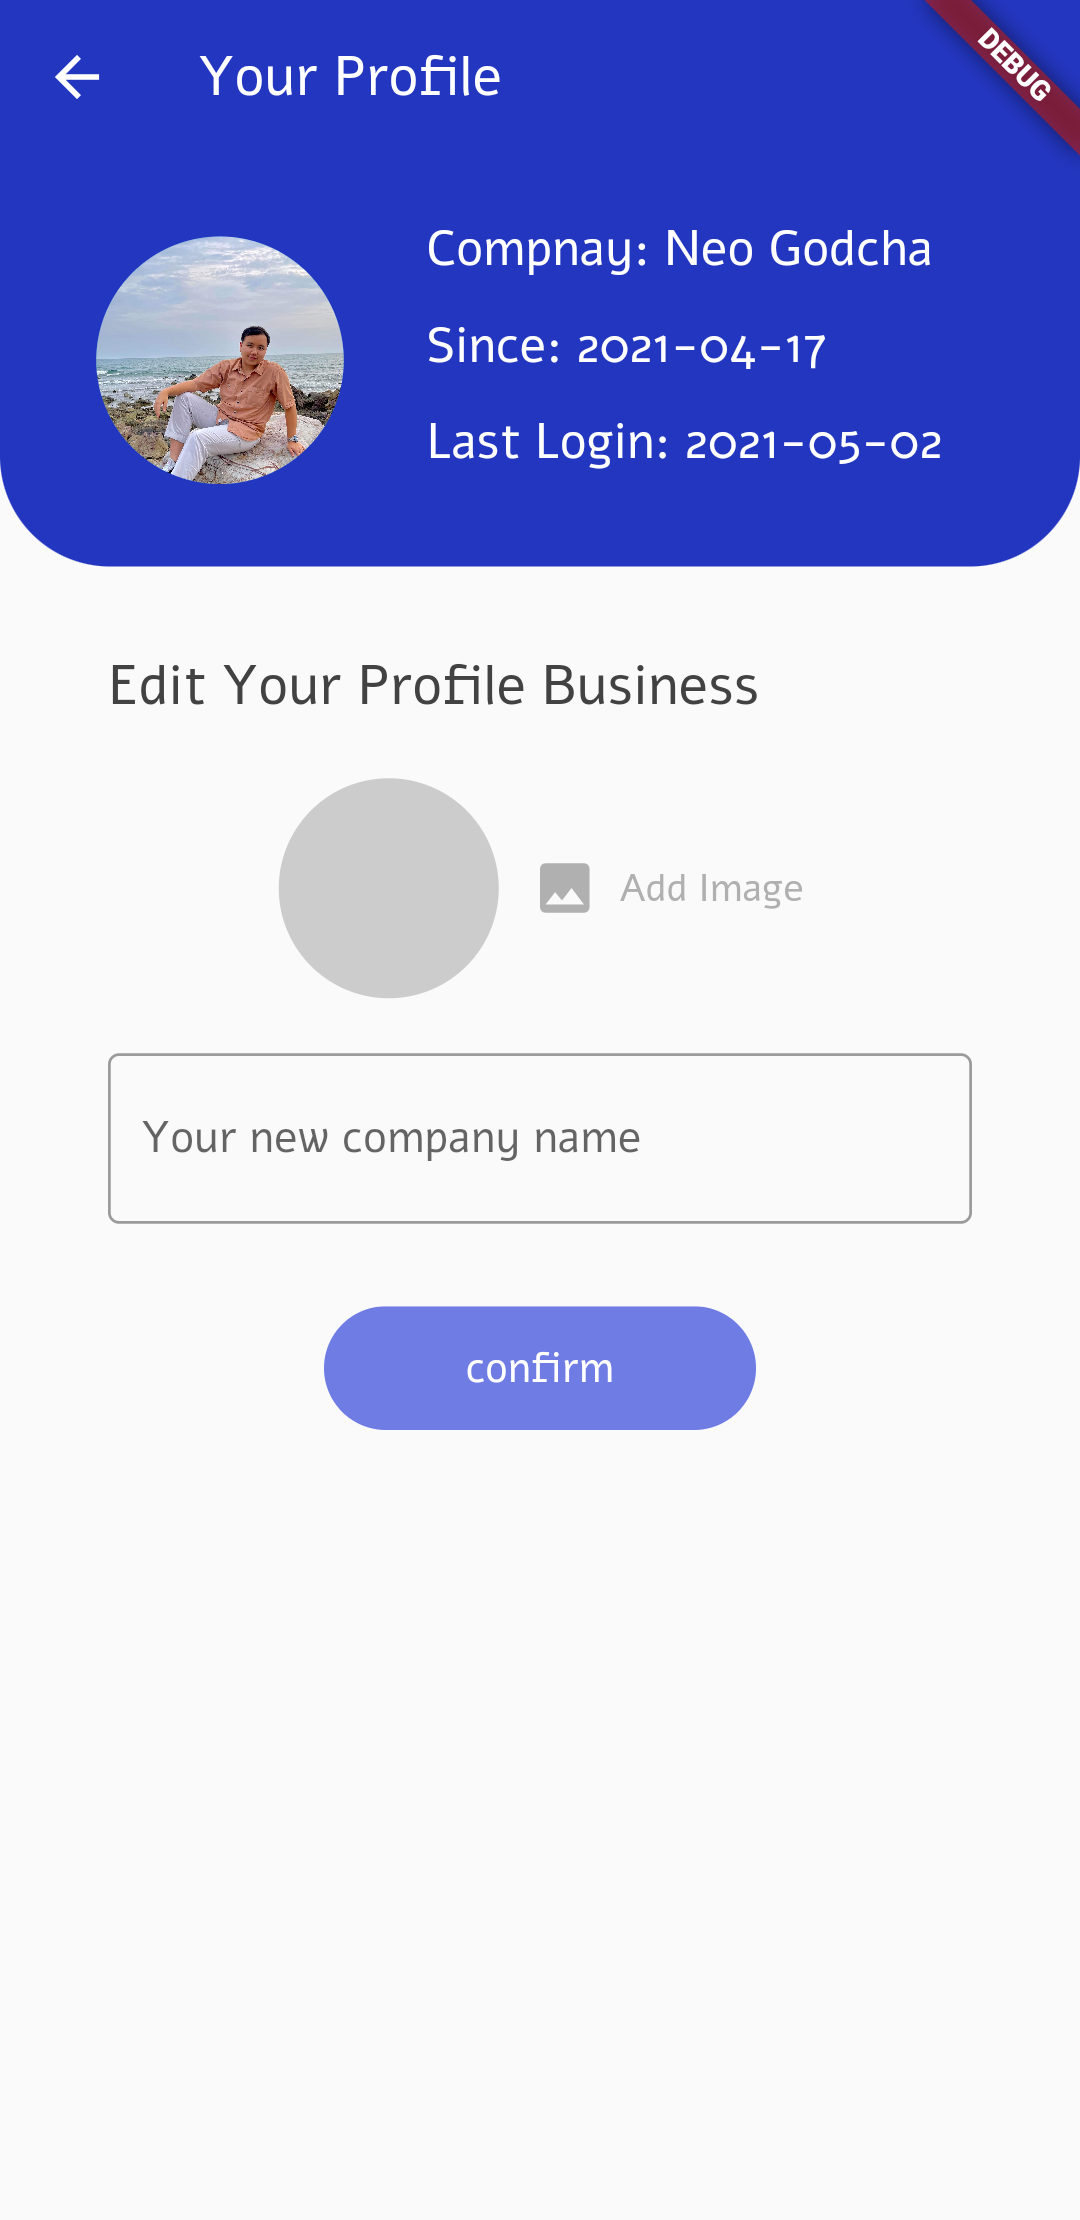 Your Profile
DEBUG
Compnay: Neo Godcha
Since: 2021-04-17
Last Login: 2021-05-02
Edit Your Profile Business
Add Image
Your new company name
confirm